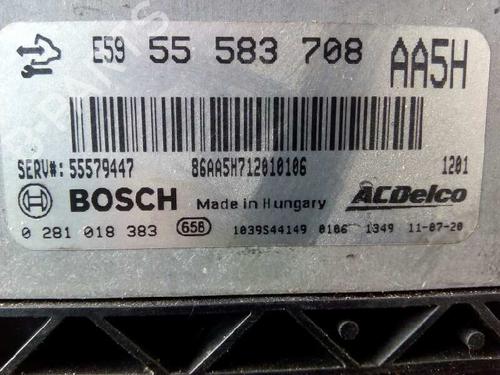 E59 55 583 708 AA5H
SERV#: 55579447 86AA5H712010106 1201
BOSCH Made in Hungary ACDelco
0 281 018 383 65B 1039S44149 0106 1349 11-07-20